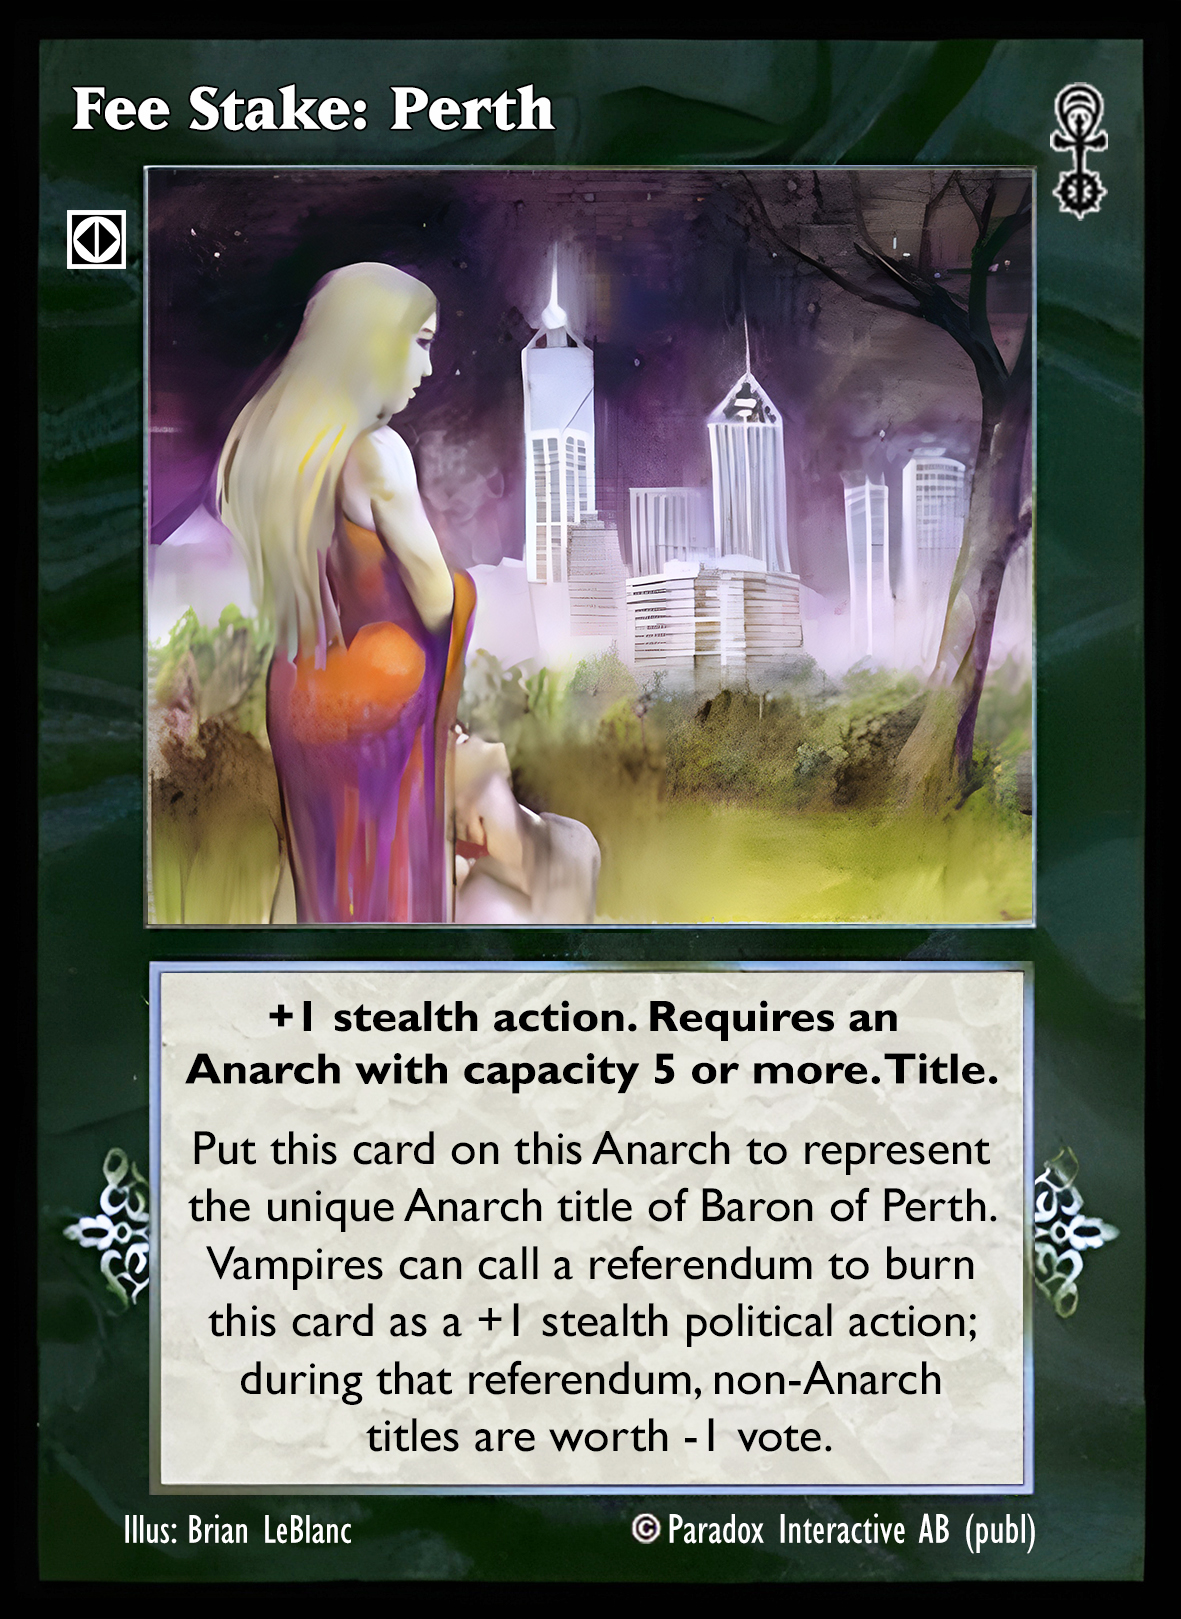 Fee Stake: Perth
+1 stealth action. Requires an
Anarch with capacity 5 or more. Title.
Put this card on this Anarch to represent
the unique Anarch title of Baron of Perth.
Vampires can call a referendum to burn
this card as a +1 stealth political action;
during that referendum, non-Anarch
titles are worth -1 vote.
Illus: Brian LeBlanc
© Paradox Interactive AB (publ)